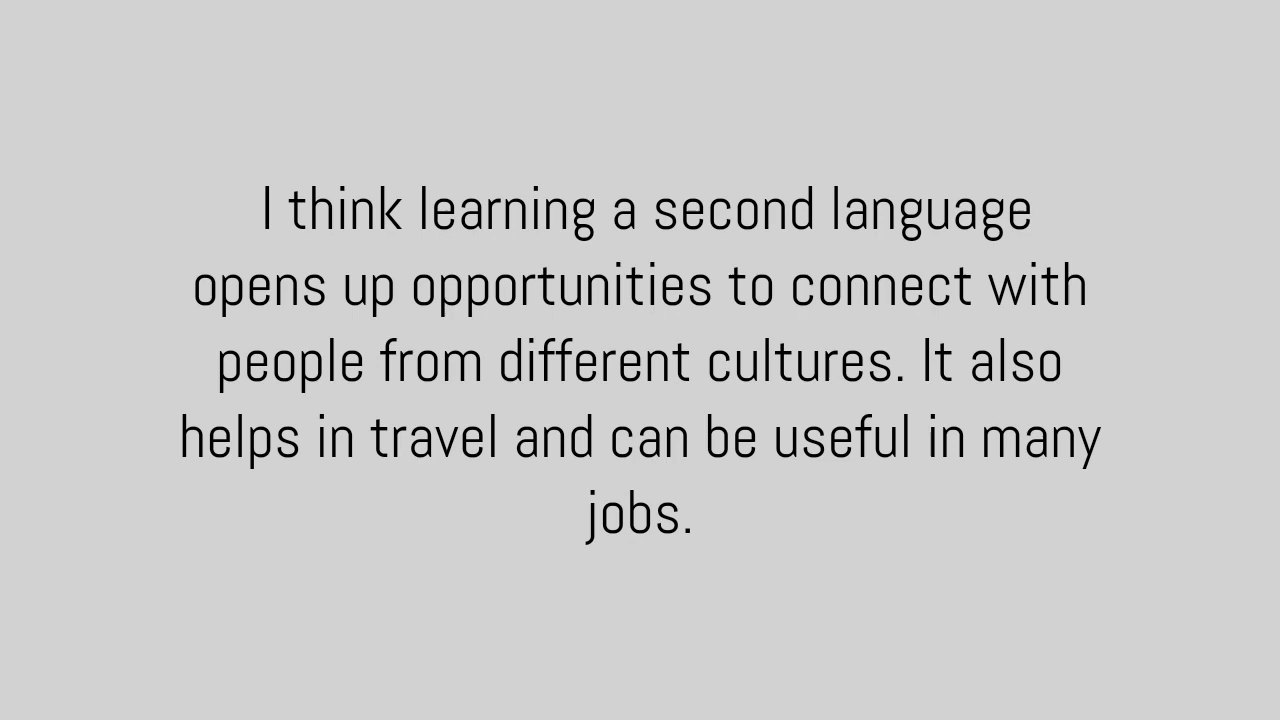 I think learning a second language
opens up opportunities to connect with
people from different cultures. It also
helps in travel and can be useful in many
jobs.